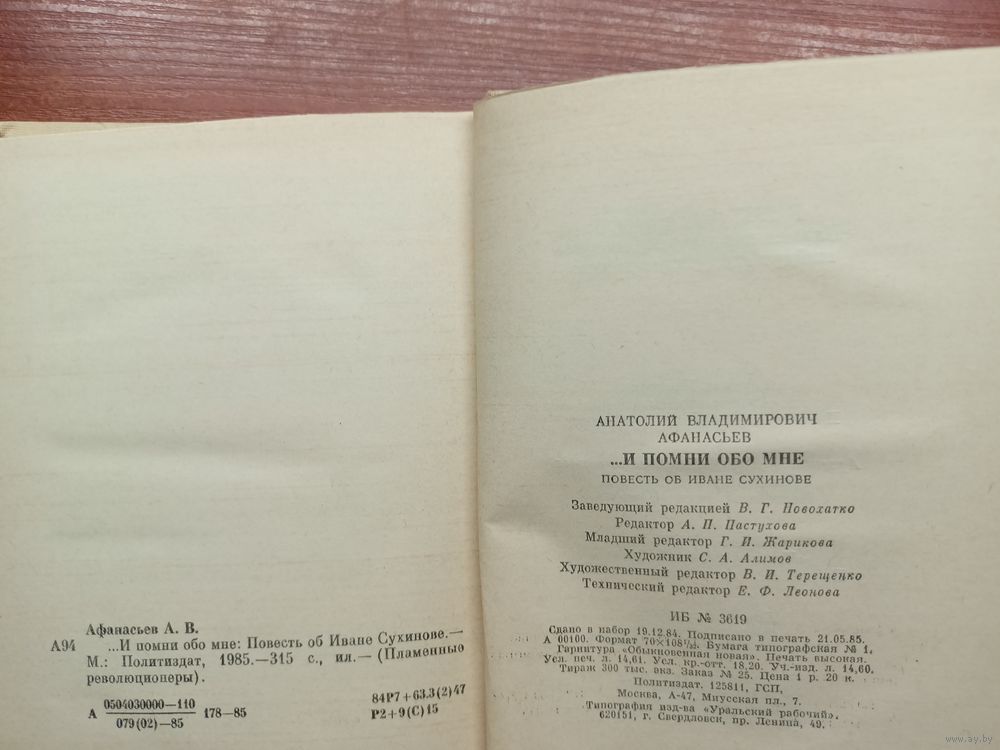 Афанасьев А. В.
А94 ...И помни обо мне: Повесть об Иване Сухинове.—
М.: Политиздат, 1985.—315 с., ил.— (Пламенные
революционеры).
А 0504030000—110
079(02)—85
178—85
84Р7+63.3(2)47
Р2+9(С)15
АНАТОЛИЙ ВЛАДИМИРОВИЧ
АФАНАСЬЕВ
...И ПОМНИ ОБО МНЕ
ПОВЕСТЬ ОБ ИВАНЕ СУХИНОВЕ
Заведующий редакцией В. Г. Новохатко
Редактор А. П. Пастухова
Младший редактор Г. И. Жарикова
Художник С. А. Алимов
Художественный редактор В. И. Терещенко
Технический редактор Е. Ф. Леонова
ИБ № 3619
Сдано в набор 19.12.84. Подписано в печать 21.05.85.
А 00100. Формат 70×108¹/₃₂. Бумага типографская № 1.
Гарнитура «Обыкновенная новая». Печать высокая.
Усл. печ. л. 14,61. Усл. кр.-отт. 18,20. Уч.-изд. л. 14,60.
Тираж 300 тыс. экз. Заказ № 25. Цена 1 р. 20 к.
Политиздат. 125811, ГСП,
Москва, А-47, Миусская пл., 7.
Типография изд-ва «Уральский рабочий».
620151, г. Свердловск, пр. Ленина, 49.
www.ay.by